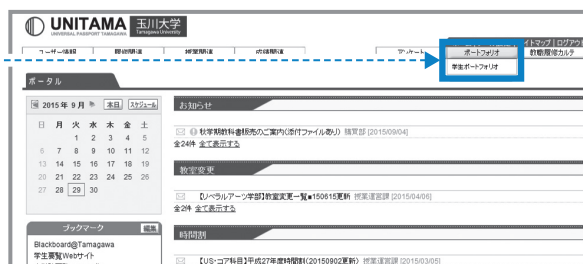 UNITAMA 玉川大学
UNIVERSAL PASSPORT TAMAGAWA Tamagawa University
イトマップ | ログアウト
ユーザー情報 履修関連 授業関連 成績関連 アンケート ポートフォリオ 教職履修カルテ
学生ポートフォリオ
ポータル
2015年 9月 本日 スケジュール
日 月 火 水 木 金 土
1 2 3 4 5
6 7 8 9 10 11 12
13 14 15 16 17 18 19
20 21 22 23 24 25 26
27 28 29 30
ブックマーク 編集
Blackboard@Tamagawa
学生要覧Webサイト
お知らせ
秋学期教科書販売のご案内(添付ファイルあり) 購買部 [2015/09/04]
全24件 全て表示する
教室変更
【リベラルアーツ学部】教室変更一覧■150615更新 授業運営課 [2015/04/06]
全2件 全て表示する
時間割
【US・コア科目】平成27年度時間割(20150902更新) 授業運営課 [2015/03/05]